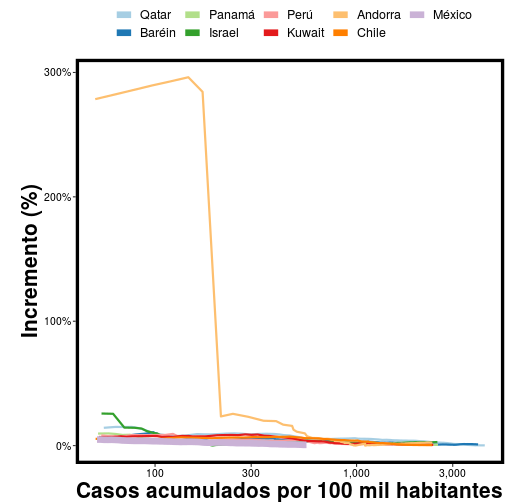 Qatar Panamá Perú Andorra México
Baréin Israel Kuwait Chile
300%
200%
100%
0%
Incremento (%)
100 300 1,000 3,000
Casos acumulados por 100 mil habitantes